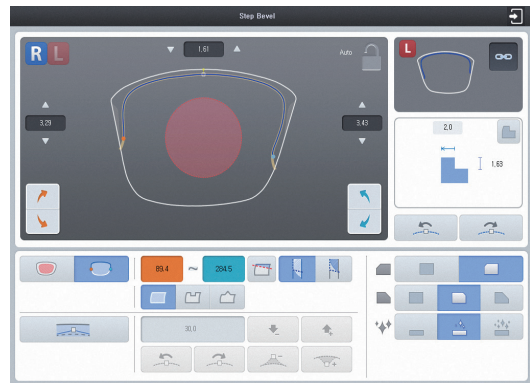 Step Bevel
R L
1,61
Auto
3,29
3,43
L
2,0
1,63
89.4 ~ 284.5
30,0